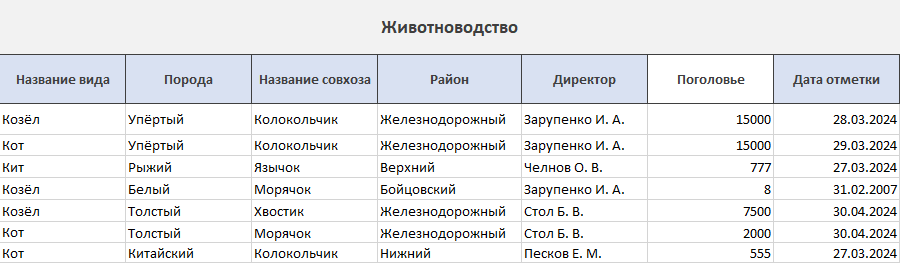 Животноводство
Название вида Порода Название совхоза Район Директор Поголовье Дата отметки
Козёл Упёртый Колокольчик Железнодорожный Зарупенко И. А. 15000 28.03.2024
Кот Упёртый Колокольчик Железнодорожный Зарупенко И. А. 15000 29.03.2024
Кит Рыжий Язычок Верхний Челнов О. В. 777 27.03.2024
Козёл Белый Морячок Бойцовский Зарупенко И. А. 8 31.02.2007
Козёл Толстый Хвостик Железнодорожный Стол Б. В. 7500 30.04.2024
Кот Толстый Морячок Железнодорожный Стол Б. В. 2000 30.04.2024
Кот Китайский Колокольчик Нижний Песков Е. М. 555 27.03.2024